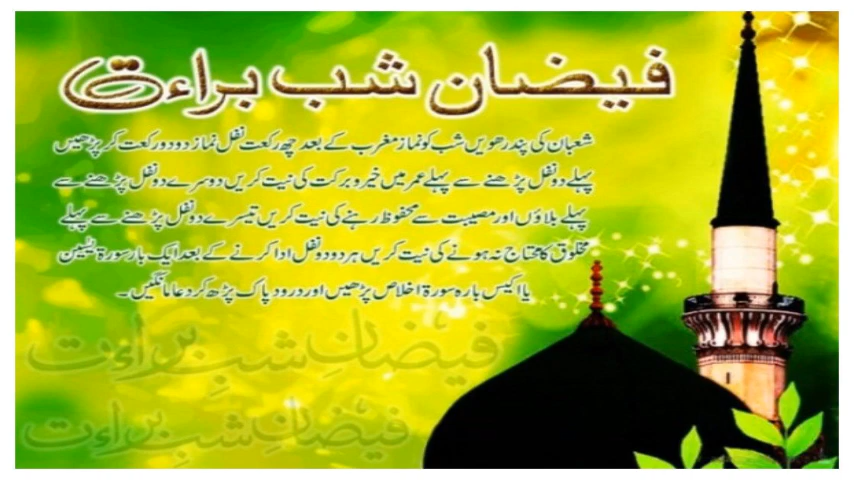 فیضان شب براءت
شعبان کی پندرھویں شب کو نماز مغرب کے بعد چھ رکعت نفل نماز دو دو رکعت کر پڑھیں
پہلے دو نفل پڑھنے سے پہلے عمر میں خیر و برکت کی نیت کریں دوسرے دو نفل پڑھنے سے
پہلے بلاؤں اور مصیبت سے محفوظ رہنے کی نیت کریں تیسرے دو نفل پڑھنے سے پہلے
مخلوق کا محتاج نہ ہونے کی نیت کریں ہر دو دو نفل ادا کرنے کے بعد ایک بار سورۃ یٰسین
یا اکیس بارہ سورۃ اخلاص پڑھیں اور درود پاک پڑھ کر دعا مانگیں۔
فیضانِ شبِ براءت
فیضانِ شبِ براءت